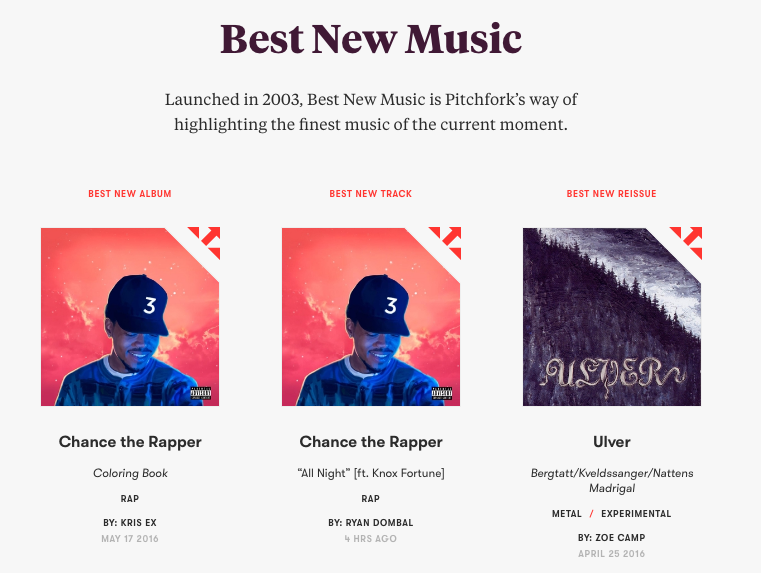 Best New Music
Launched in 2003, Best New Music is Pitchfork’s way of
highlighting the finest music of the current moment.
BEST NEW ALBUM
3
Chance the Rapper
Coloring Book
RAP
BY: KRIS EX
MAY 17 2016
BEST NEW TRACK
3
Chance the Rapper
“All Night” [ft. Knox Fortune]
RAP
BY: RYAN DOMBAL
4 HRS AGO
BEST NEW REISSUE
ULVER
Ulver
Bergtatt/Kveldssanger/Nattens
Madrigal
METAL / EXPERIMENTAL
BY: ZOE CAMP
APRIL 25 2016